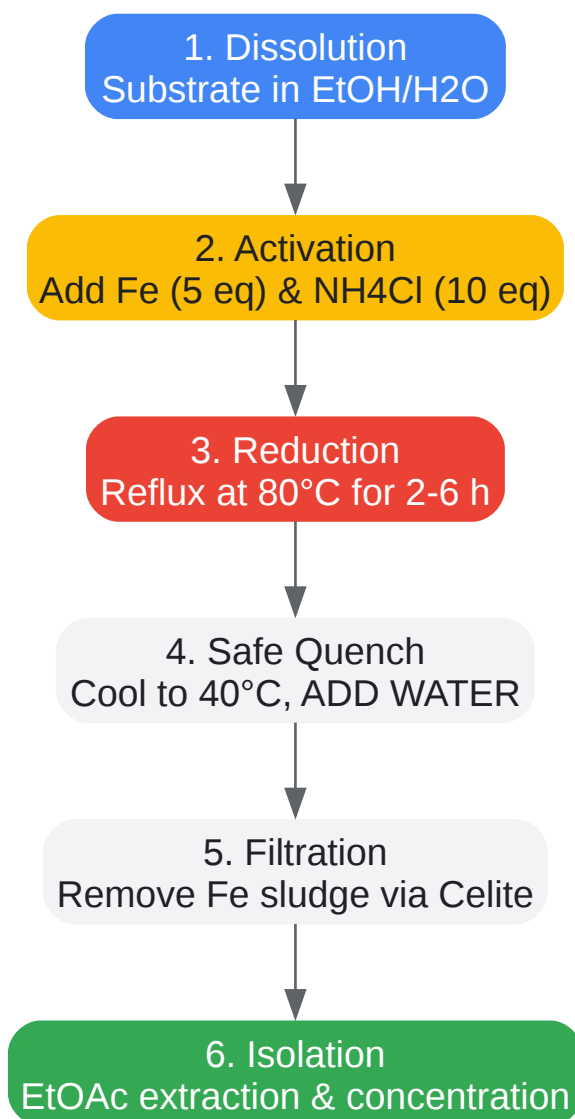 1. Dissolution
Substrate in EtOH/H2O
2. Activation
Add Fe (5 eq) & NH4Cl (10 eq)
3. Reduction
Reflux at 80°C for 2-6 h
4. Safe Quench
Cool to 40°C, ADD WATER
5. Filtration
Remove Fe sludge via Celite
6. Isolation
EtOAc extraction & concentration